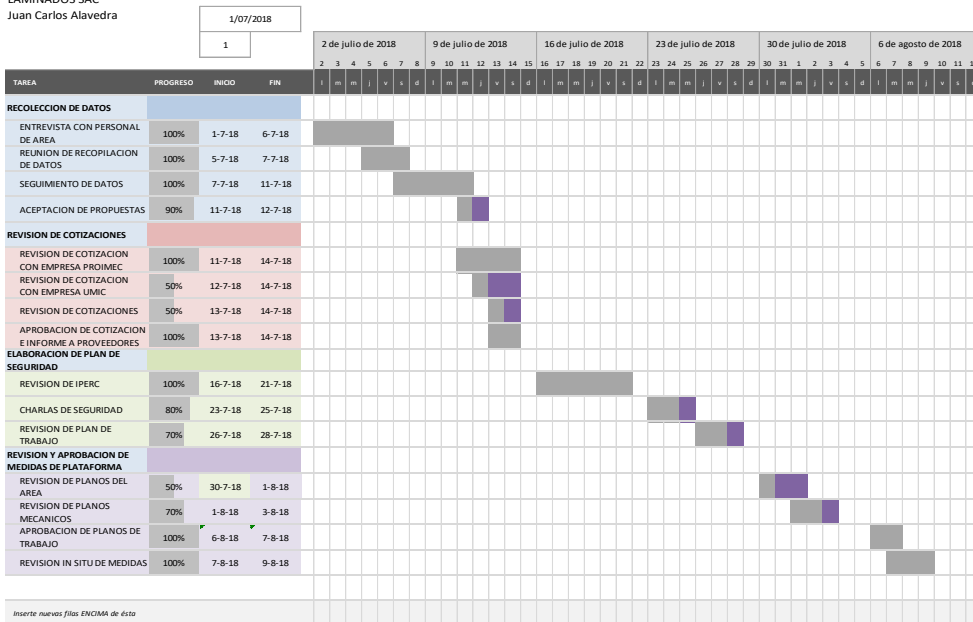 LAMINADOS SAC
Juan Carlos Alavedra
1/07/2018
1
2 de julio de 2018 9 de julio de 2018 16 de julio de 2018 23 de julio de 2018 30 de julio de 2018 6 de agosto de 2018
2 3 4 5 6 7 8 9 10 11 12 13 14 15 16 17 18 19 20 21 22 23 24 25 26 27 28 29 30 31 1 2 3 4 5 6 7 8 9 10 11
TAREA PROGRESO INICIO FIN l m m j v s d l m m j v s d l m m j v s d l m m j v s d l m m j v s d l m m j v s
RECOLECCION DE DATOS
ENTREVISTA CON PERSONAL
DE AREA 100% 1-7-18 6-7-18
REUNION DE RECOPILACION
DE DATOS 100% 5-7-18 7-7-18
SEGUIMIENTO DE DATOS 100% 7-7-18 11-7-18
ACEPTACION DE PROPUESTAS 90% 11-7-18 12-7-18
REVISION DE COTIZACIONES
REVISION DE COTIZACION
CON EMPRESA PROIMEC 100% 11-7-18 14-7-18
REVISION DE COTIZACION
CON EMPRESA UMIC 50% 12-7-18 14-7-18
REVISION DE COTIZACIONES 50% 13-7-18 14-7-18
APROBACION DE COTIZACION
E INFORME A PROVEEDORES 100% 13-7-18 14-7-18
ELABORACION DE PLAN DE
SEGURIDAD
REVISION DE IPERC 100% 16-7-18 21-7-18
CHARLAS DE SEGURIDAD 80% 23-7-18 25-7-18
REVISION DE PLAN DE
TRABAJO 70% 26-7-18 28-7-18
REVISION Y APROBACION DE
MEDIDAS DE PLATAFORMA
REVISION DE PLANOS DEL
AREA 50% 30-7-18 1-8-18
REVISION DE PLANOS
MECANICOS 70% 1-8-18 3-8-18
APROBACION DE PLANOS DE
TRABAJO 100% 6-8-18 7-8-18
REVISION IN SITU DE MEDIDAS 100% 7-8-18 9-8-18
Inserte nuevas filas ENCIMA de ésta